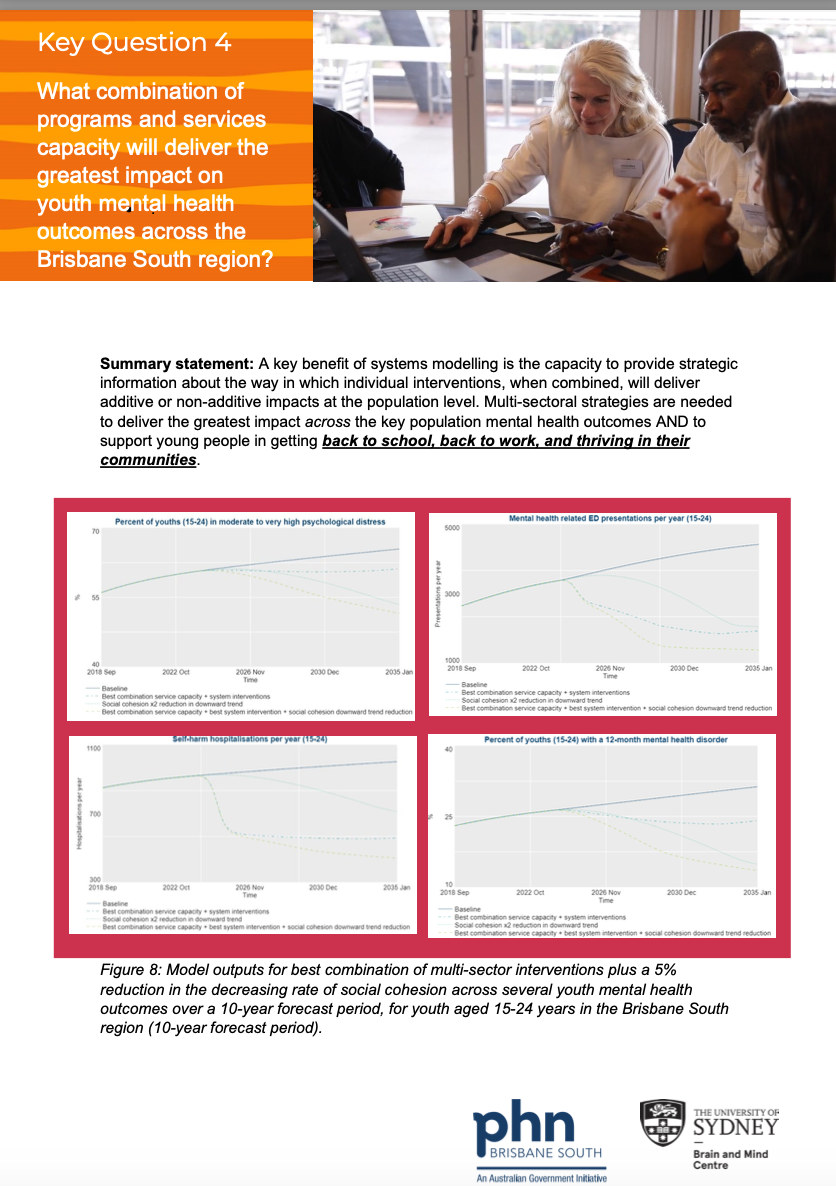 Key Question 4
What combination of
programs and services
capacity will deliver the
greatest impact on
youth mental health
outcomes across the
Brisbane South region?
Summary statement: A key benefit of systems modelling is the capacity to provide strategic
information about the way in which individual interventions, when combined, will deliver
additive or non-additive impacts at the population level. Multi-sectoral strategies are needed
to deliver the greatest impact across the key population mental health outcomes AND to
support young people in getting back to school, back to work, and thriving in their
communities.
Percent of youths (15-24) in moderate to very high psychological distress
70
%
55
40
2018 Sep 2022 Oct 2026 Nov 2030 Dec 2035 Jan
Time
Baseline
Best combination service capacity + system interventions
Social cohesion x2 reduction in downward trend
Best combination service capacity + best system intervention + social cohesion downward trend reduction
Mental health related ED presentations per year (15-24)
5000
Presentations per year
3000
1000
2018 Sep 2022 Oct 2026 Nov 2030 Dec 2035 Jan
Time
Baseline
Best combination service capacity + system interventions
Social cohesion x2 reduction in downward trend
Best combination service capacity + best system intervention + social cohesion downward trend reduction
Self-harm hospitalisations per year (15-24)
1100
Hospitalisations per year
700
300
2018 Sep 2022 Oct 2026 Nov 2030 Dec 2035 Jan
Time
Baseline
Best combination service capacity + system interventions
Social cohesion x2 reduction in downward trend
Best combination service capacity + best system intervention + social cohesion downward trend reduction
Percent of youths (15-24) with a 12-month mental health disorder
40
%
25
10
2018 Sep 2022 Oct 2026 Nov 2030 Dec 2035 Jan
Time
Baseline
Best combination service capacity + system interventions
Social cohesion x2 reduction in downward trend
Best combination service capacity + best system intervention + social cohesion downward trend reduction
Figure 8: Model outputs for best combination of multi-sector interventions plus a 5%
reduction in the decreasing rate of social cohesion across several youth mental health
outcomes over a 10-year forecast period, for youth aged 15-24 years in the Brisbane South
region (10-year forecast period).
phn
BRISBANE SOUTH
An Australian Government Initiative
THE UNIVERSITY OF
SYDNEY
Brain and Mind
Centre